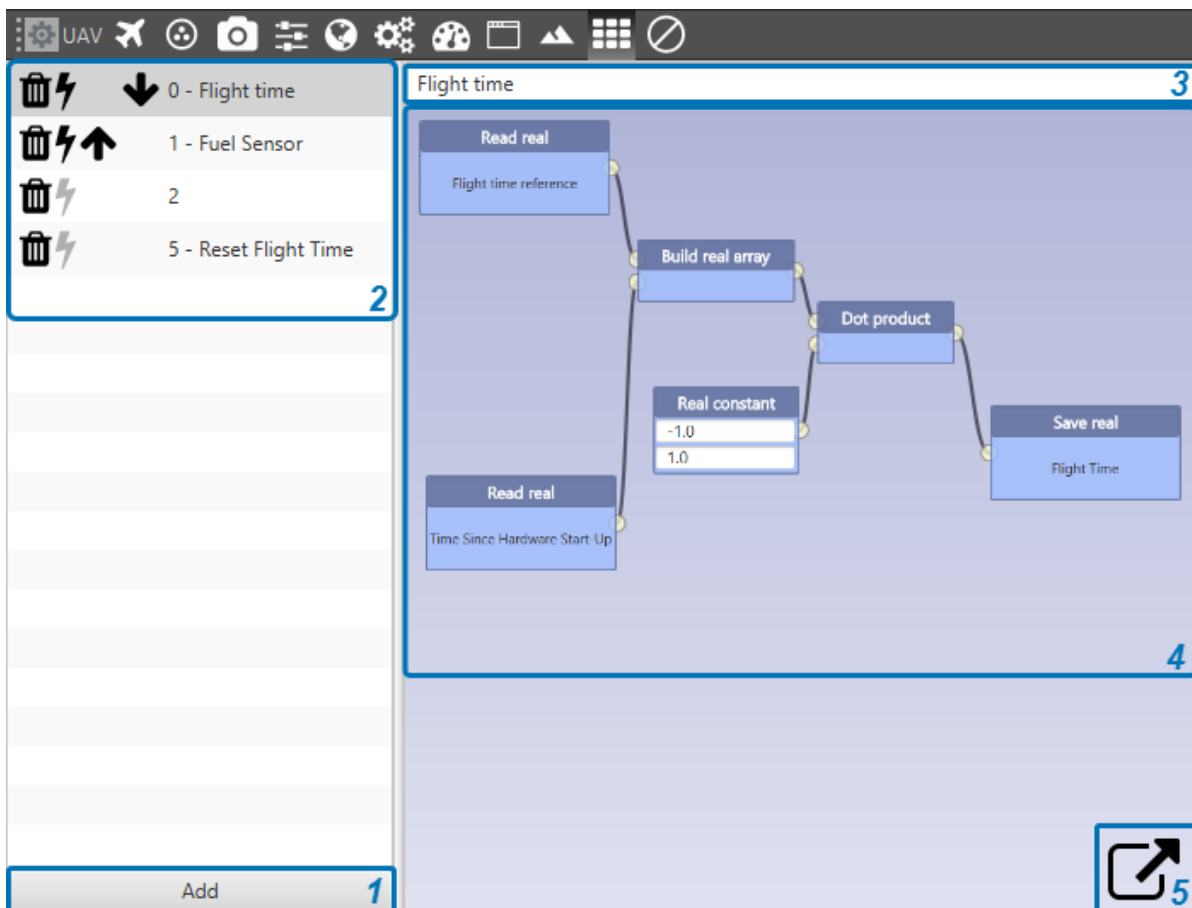 UAV
0 - Flight time
1 - Fuel Sensor
2
5 - Reset Flight Time
2
Add
1
Flight time
3
Read real
Flight time reference
Build real array
Dot product
Real constant
-1.0
1.0
Save real
Flight Time
Read real
Time Since Hardware Start-Up
4
5